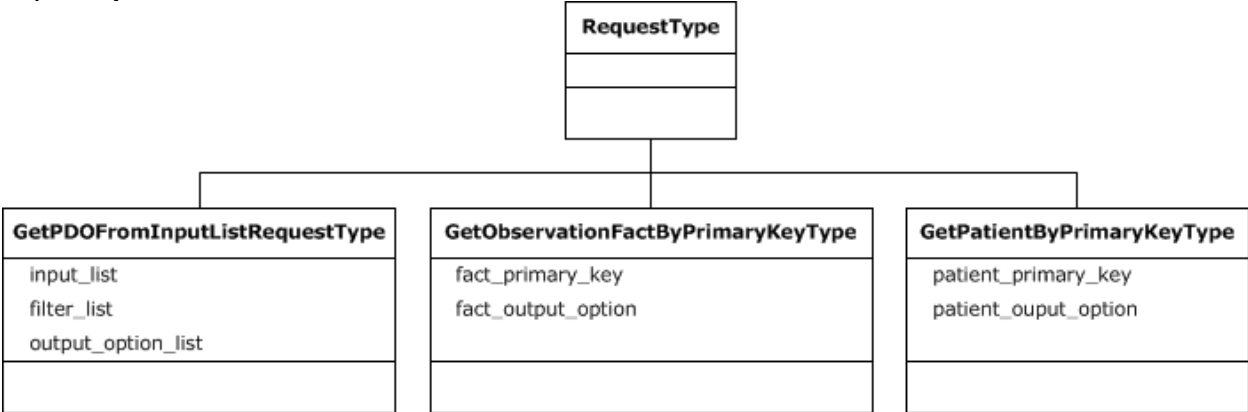 RequestType
GetPDOFromInputListRequestType
input_list
filter_list
output_option_list
GetObservationFactByPrimaryKeyType
fact_primary_key
fact_output_option
GetPatientByPrimaryKeyType
patient_primary_key
patient_ouput_option